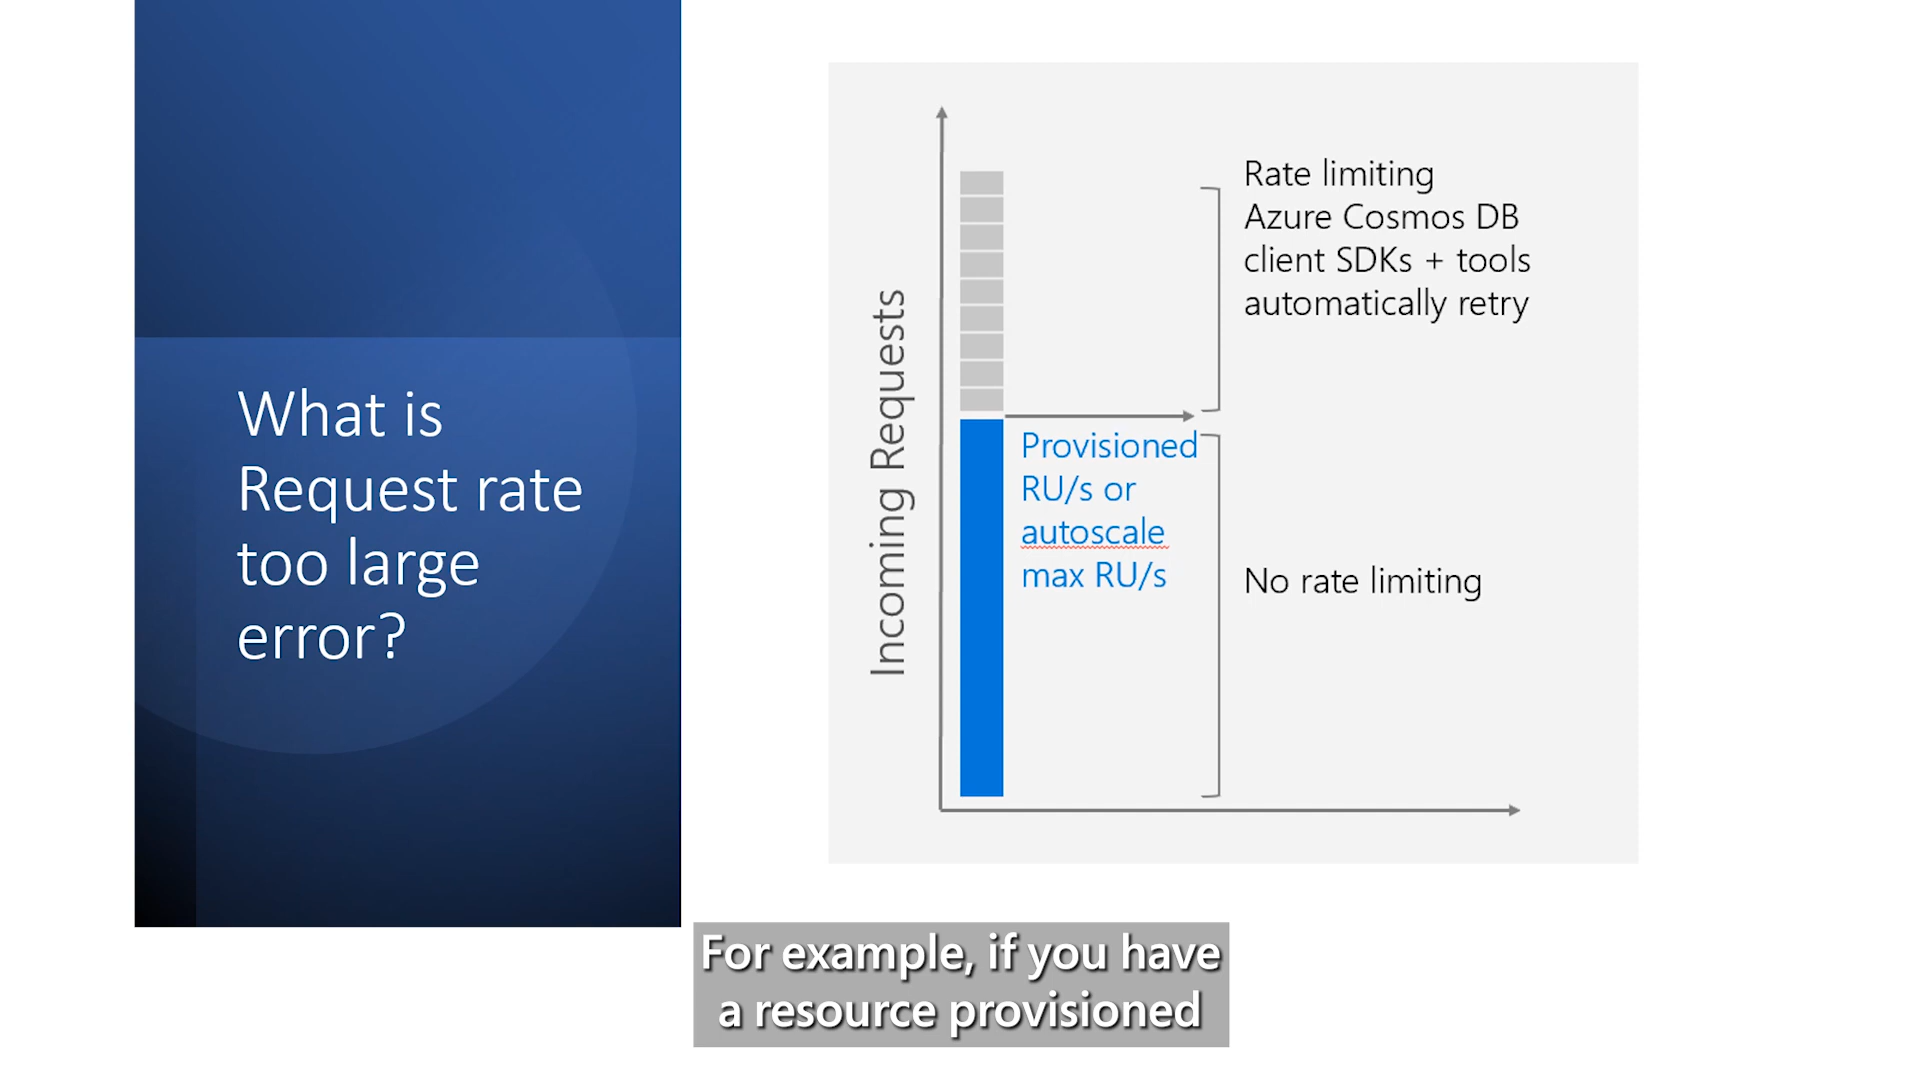 What is
Request rate
too large
error?
Incoming Requests
Rate limiting
Azure Cosmos DB
client SDKs + tools
automatically retry
Provisioned
RU/s or
autoscale
max RU/s
No rate limiting
For example, if you have
a resource provisioned